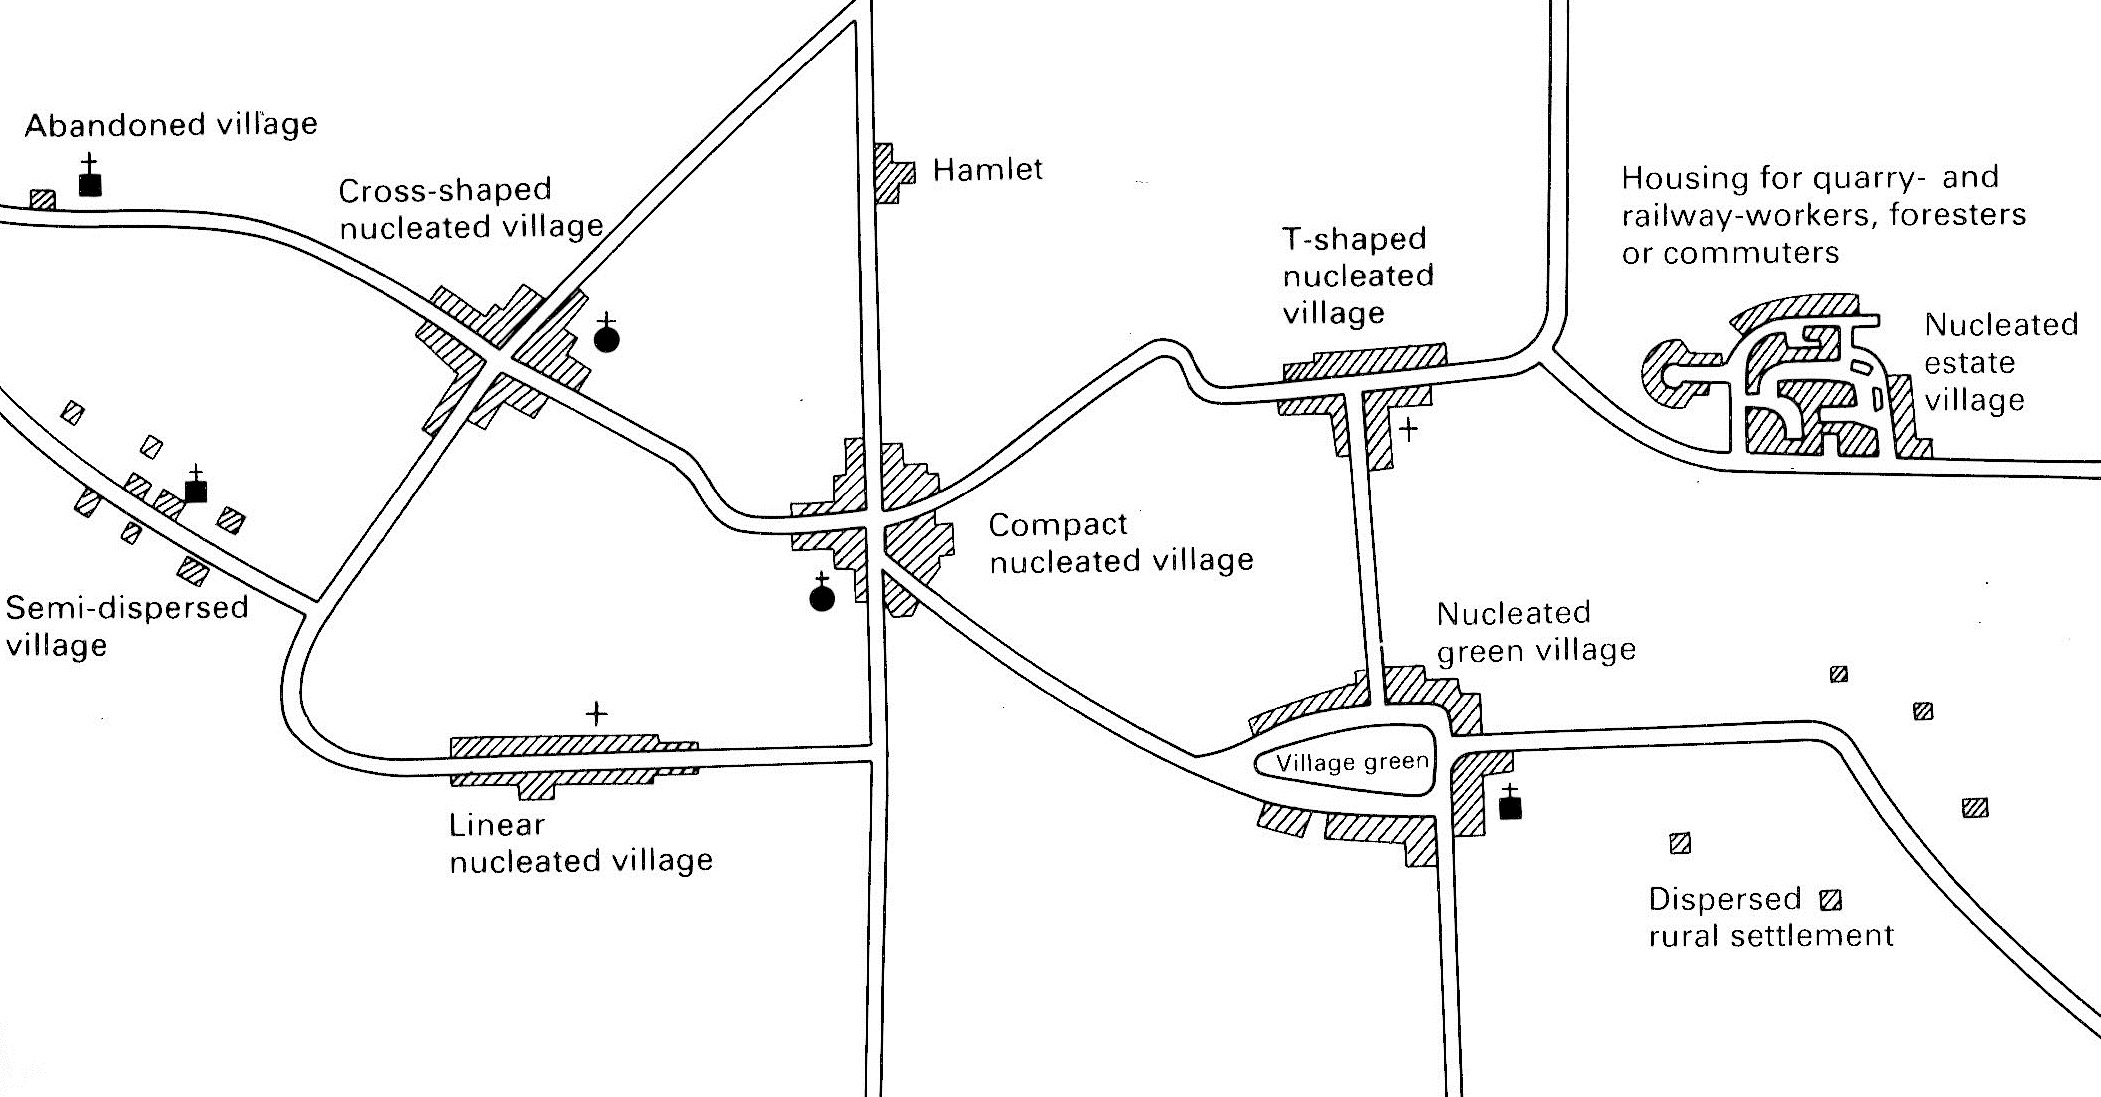 Abandoned village
Cross-shaped
nucleated village
Hamlet
T-shaped
nucleated
village
Housing for quarry- and
railway-workers, foresters
or commuters
Nucleated
estate
village
Semi-dispersed
village
Compact
nucleated village
Nucleated
green village
Village green
Linear
nucleated village
Dispersed
rural settlement